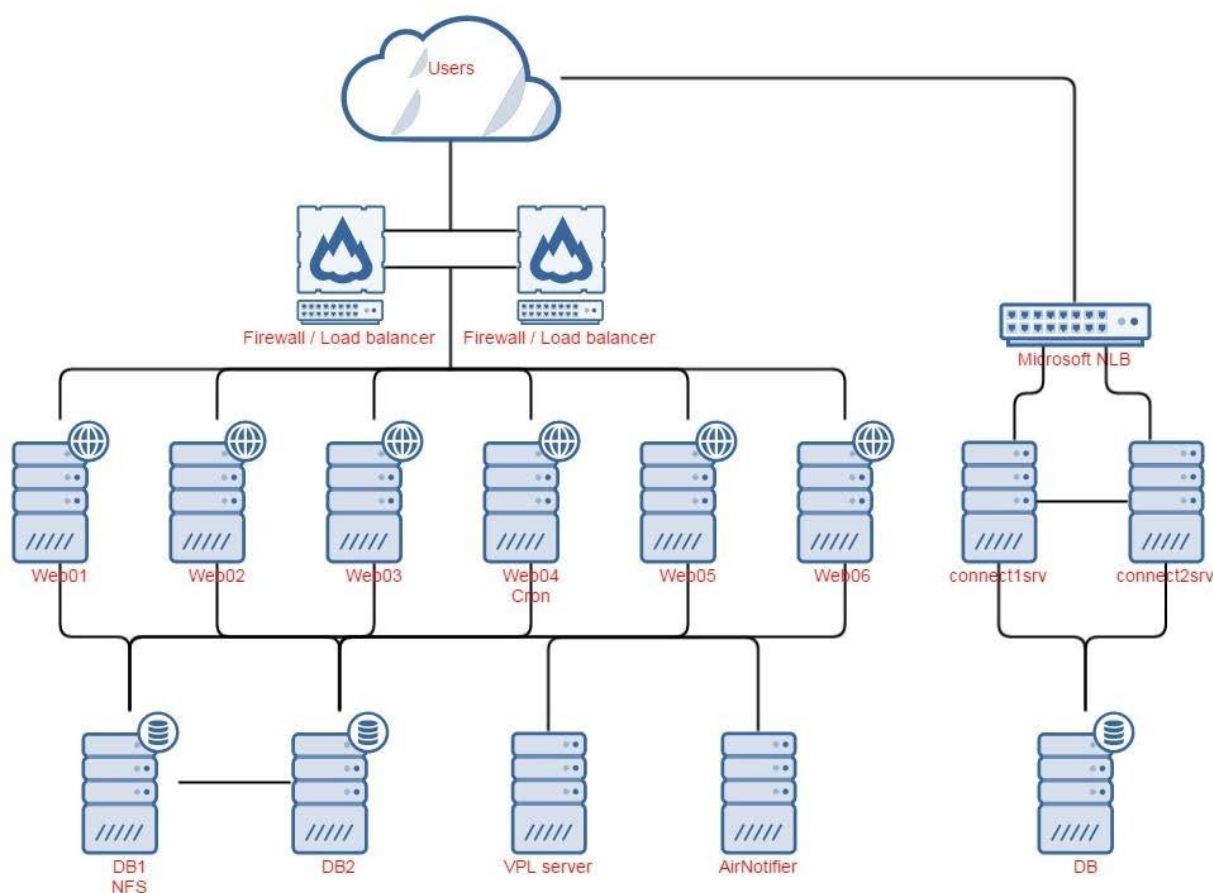 Users
Firewall / Load balancer
Firewall / Load balancer
Microsoft NLB
Web01
Web02
Web03
Web04
Cron
Web05
Web06
connect1srv
connect2srv
DB1
NFS
DB2
VPL server
AirNotifier
DB